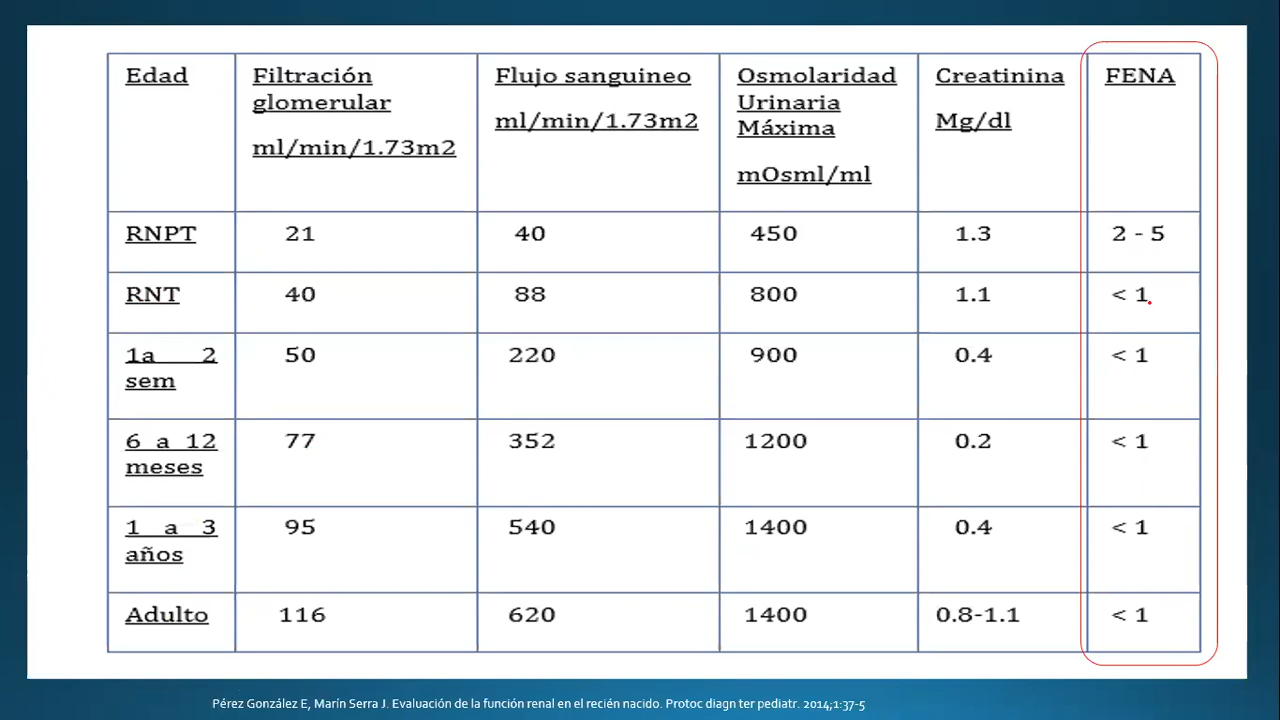 Edad
Filtración
glomerular
ml/min/1.73m2
Flujo sanguineo
ml/min/1.73m2
Osmolaridad
Urinaria
Máxima
mOsml/ml
Creatinina
Mg/dl
FENA
RNPT 21 40 450 1.3 2 - 5
RNT 40 88 800 1.1 < 1
1a 2
sem
50 220 900 0.4 < 1
6 a 12
meses
77 352 1200 0.2 < 1
1 a 3
años
95 540 1400 0.4 < 1
Adulto 116 620 1400 0.8-1.1 < 1
Pérez González E, Marín Serra J. Evaluación de la función renal en el recién nacido. Protoc diagn ter pediatr. 2014;1:37-5